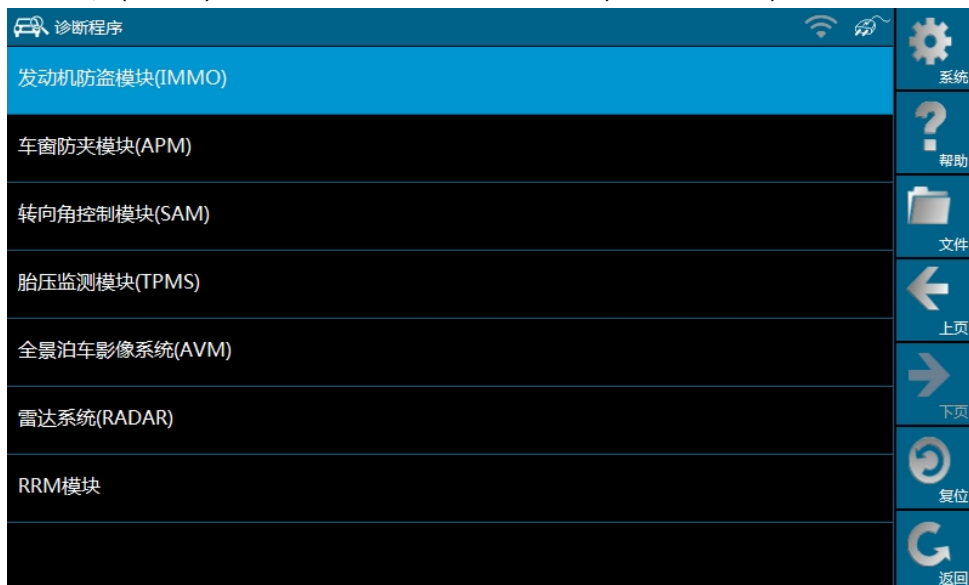 诊断程序
发动机防盗模块(IMMO)
车窗防夹模块(APM)
转向角控制模块(SAM)
胎压监测模块(TPMS)
全景泊车影像系统(AVM)
雷达系统(RADAR)
RRM模块
系统
帮助
文件
上页
下页
复位
返回